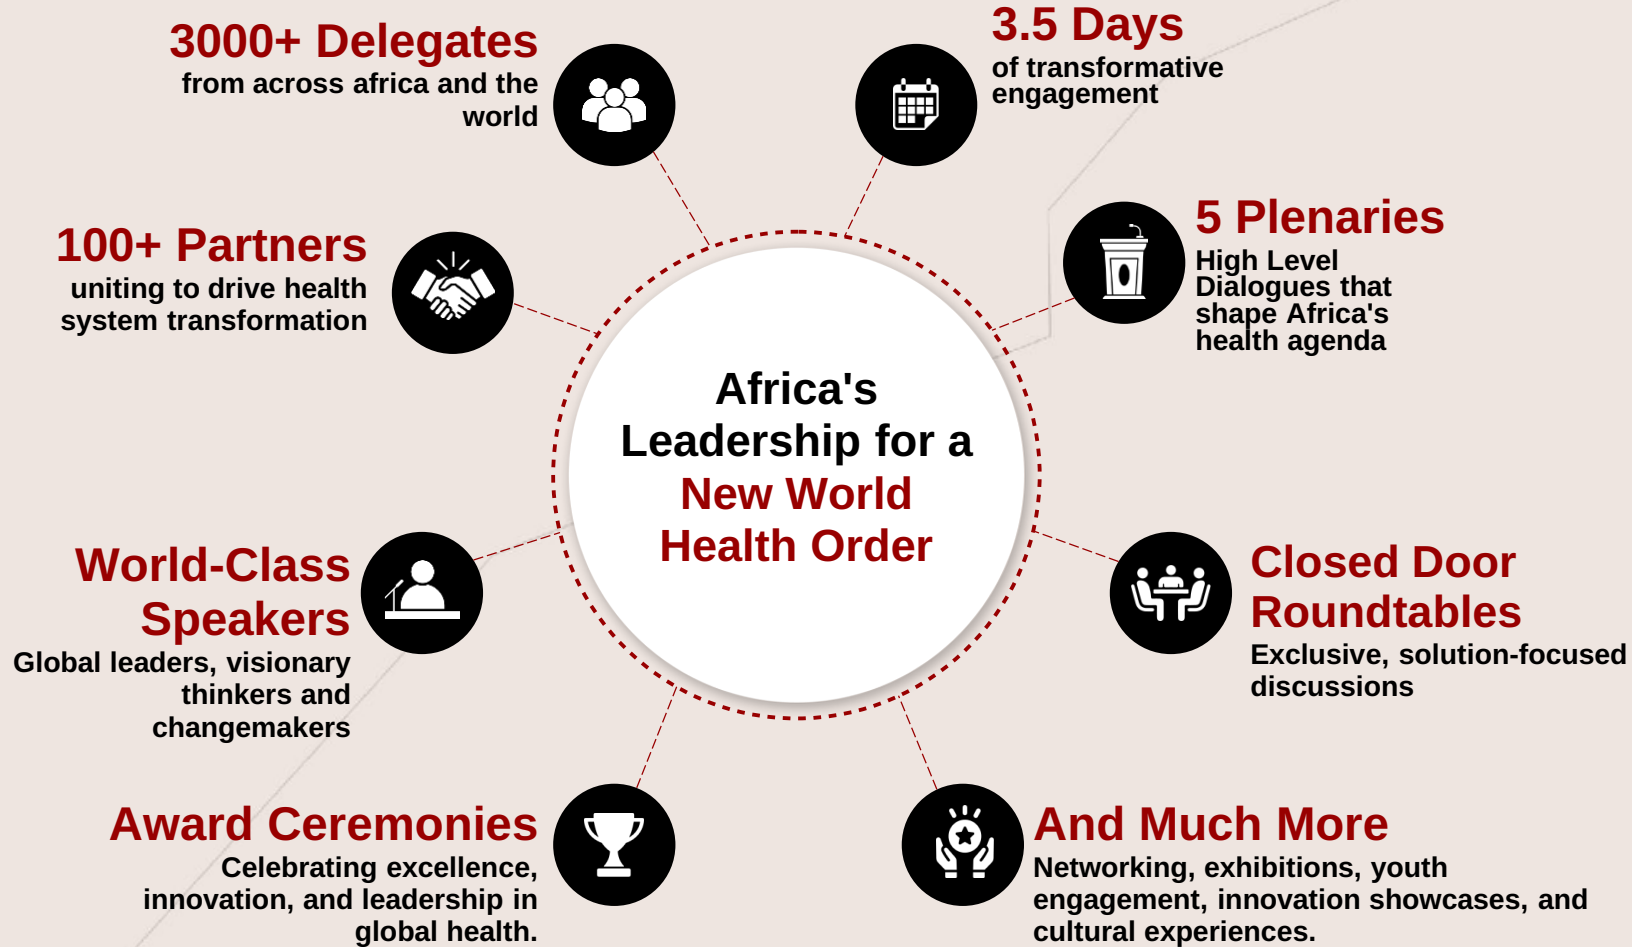 3000+ Delegates
from across africa and the
world
3.5 Days
of transformative
engagement
100+ Partners
uniting to drive health
system transformation
5 Plenaries
High Level
Dialogues that
shape Africa's
health agenda
Africa's
Leadership for a
New World
Health Order
World-Class
Speakers
Global leaders, visionary
thinkers and
changemakers
Closed Door
Roundtables
Exclusive, solution-focused
discussions
Award Ceremonies
Celebrating excellence,
innovation, and leadership in
global health.
And Much More
Networking, exhibitions, youth
engagement, innovation showcases, and
cultural experiences.